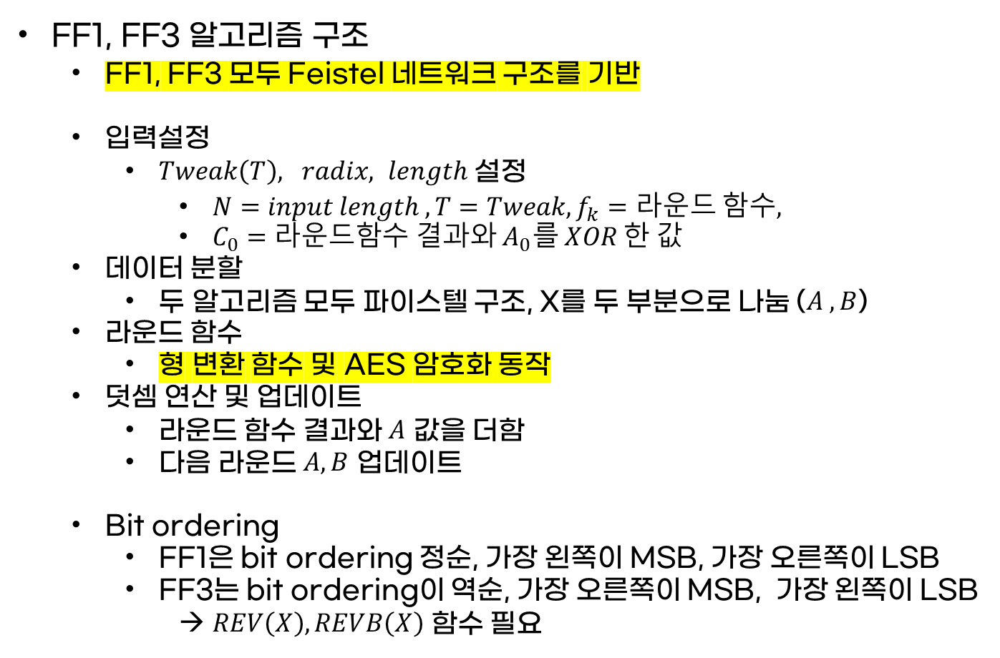 • FF1, FF3 알고리즘 구조
• FF1, FF3 모두 Feistel 네트워크 구조를 기반
• 입력설정
• Tweak(T), radix, length 설정
• N = input length , T = Tweak, fₖ = 라운드 함수,
• C₀ = 라운드함수 결과와 A₀를 XOR 한 값
• 데이터 분할
• 두 알고리즘 모두 파이스텔 구조, X를 두 부분으로 나눔 (A , B)
• 라운드 함수
• 형 변환 함수 및 AES 암호화 동작
• 덧셈 연산 및 업데이트
• 라운드 함수 결과와 A 값을 더함
• 다음 라운드 A, B 업데이트
• Bit ordering
• FF1은 bit ordering 정순, 가장 왼쪽이 MSB, 가장 오른쪽이 LSB
• FF3는 bit ordering이 역순, 가장 오른쪽이 MSB, 가장 왼쪽이 LSB
→ REV(X), REVB(X) 함수 필요